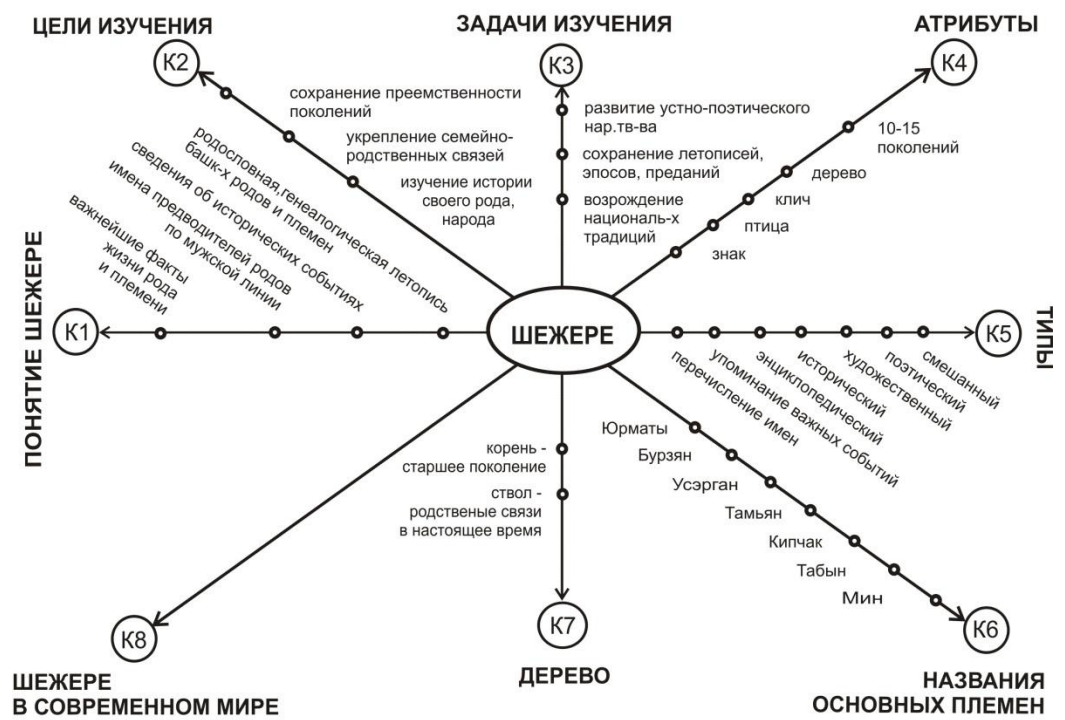 ЦЕЛИ ИЗУЧЕНИЯ
К2
сохранение преемственности
поколений
укрепление семейно-
родственных связей
изучение истории
своего рода,
народа
ЗАДАЧИ ИЗУЧЕНИЯ
К3
развитие устно-поэтического
нар.тв-ва
сохранение летописей,
эпосов, преданий
возрождение
националь-х
традиций
АТРИБУТЫ
К4
10-15
поколений
дерево
клич
птица
знак
ПОНЯТИЕ ШЕЖЕРЕ
К1
важнейшие факты
жизни рода
и племени
имена предводителей родов
по мужской линии
сведения об исторических событиях
родословная,генеалогическая летопись
башк-х родов и племен
ШЕЖЕРЕ
ТИПЫ
К5
перечисление имен
упоминание важных событий
энциклопедический
исторический
художественный
поэтический
смешанный
Юрматы
Бурзян
Усэрган
Тамьян
Кипчак
Табын
Мин
К6
НАЗВАНИЯ
ОСНОВНЫХ ПЛЕМЕН
корень -
старшее поколение
ствол -
родственые связи
в настоящее время
К7
ДЕРЕВО
К8
ШЕЖЕРЕ
В СОВРЕМЕННОМ МИРЕ